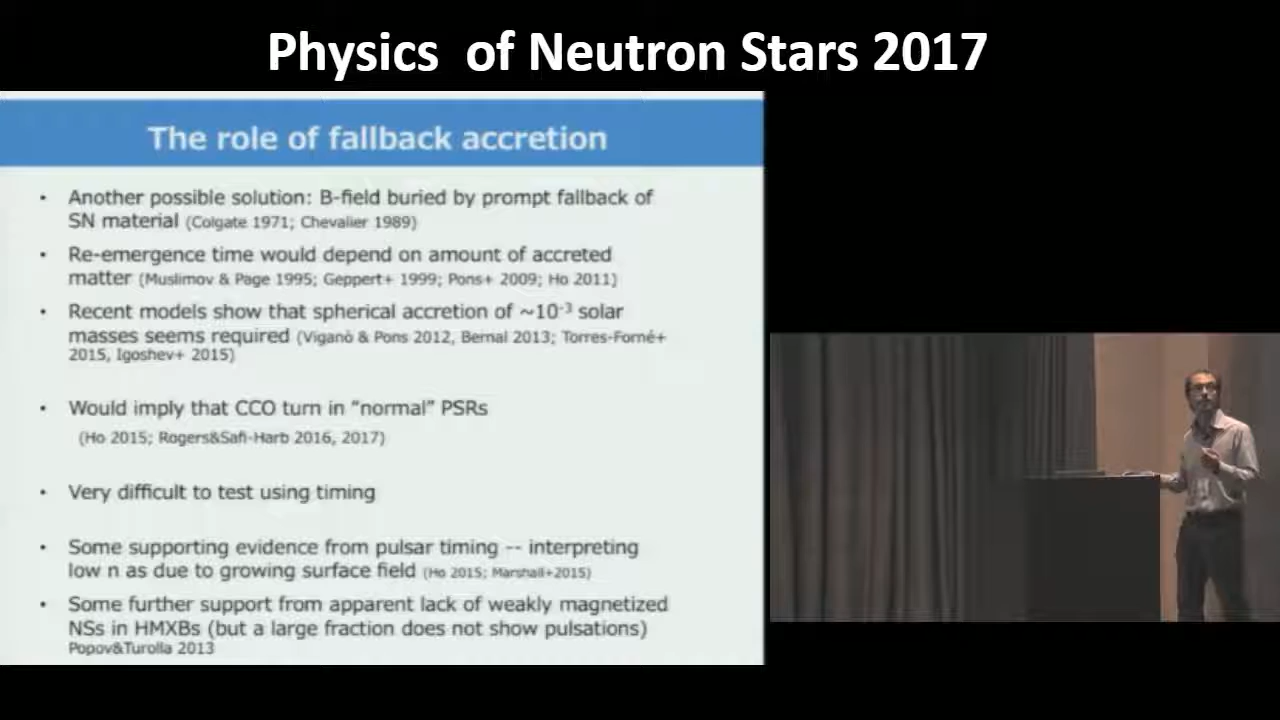 Physics of Neutron Stars 2017
The role of fallback accretion
• Another possible solution: B-field buried by prompt fallback of
SN material (Colgate 1971; Chevalier 1989)
• Re-emergence time would depend on amount of accreted
matter (Muslimov & Page 1995; Geppert+ 1999; Pons+ 2009; Ho 2011)
• Recent models show that spherical accretion of ~10⁻³ solar
masses seems required (Viganò & Pons 2012, Bernal 2013; Torres-Forné+
2015, Igoshev+ 2015)
• Would imply that CCO turn in “normal” PSRs
(Ho 2015; Rogers&Safi-Harb 2016, 2017)
• Very difficult to test using timing
• Some supporting evidence from pulsar timing -- interpreting
low n as due to growing surface field (Ho 2015; Marshall+2015)
• Some further support from apparent lack of weakly magnetized
NSs in HMXBs (but a large fraction does not show pulsations)
Popov&Turolla 2013